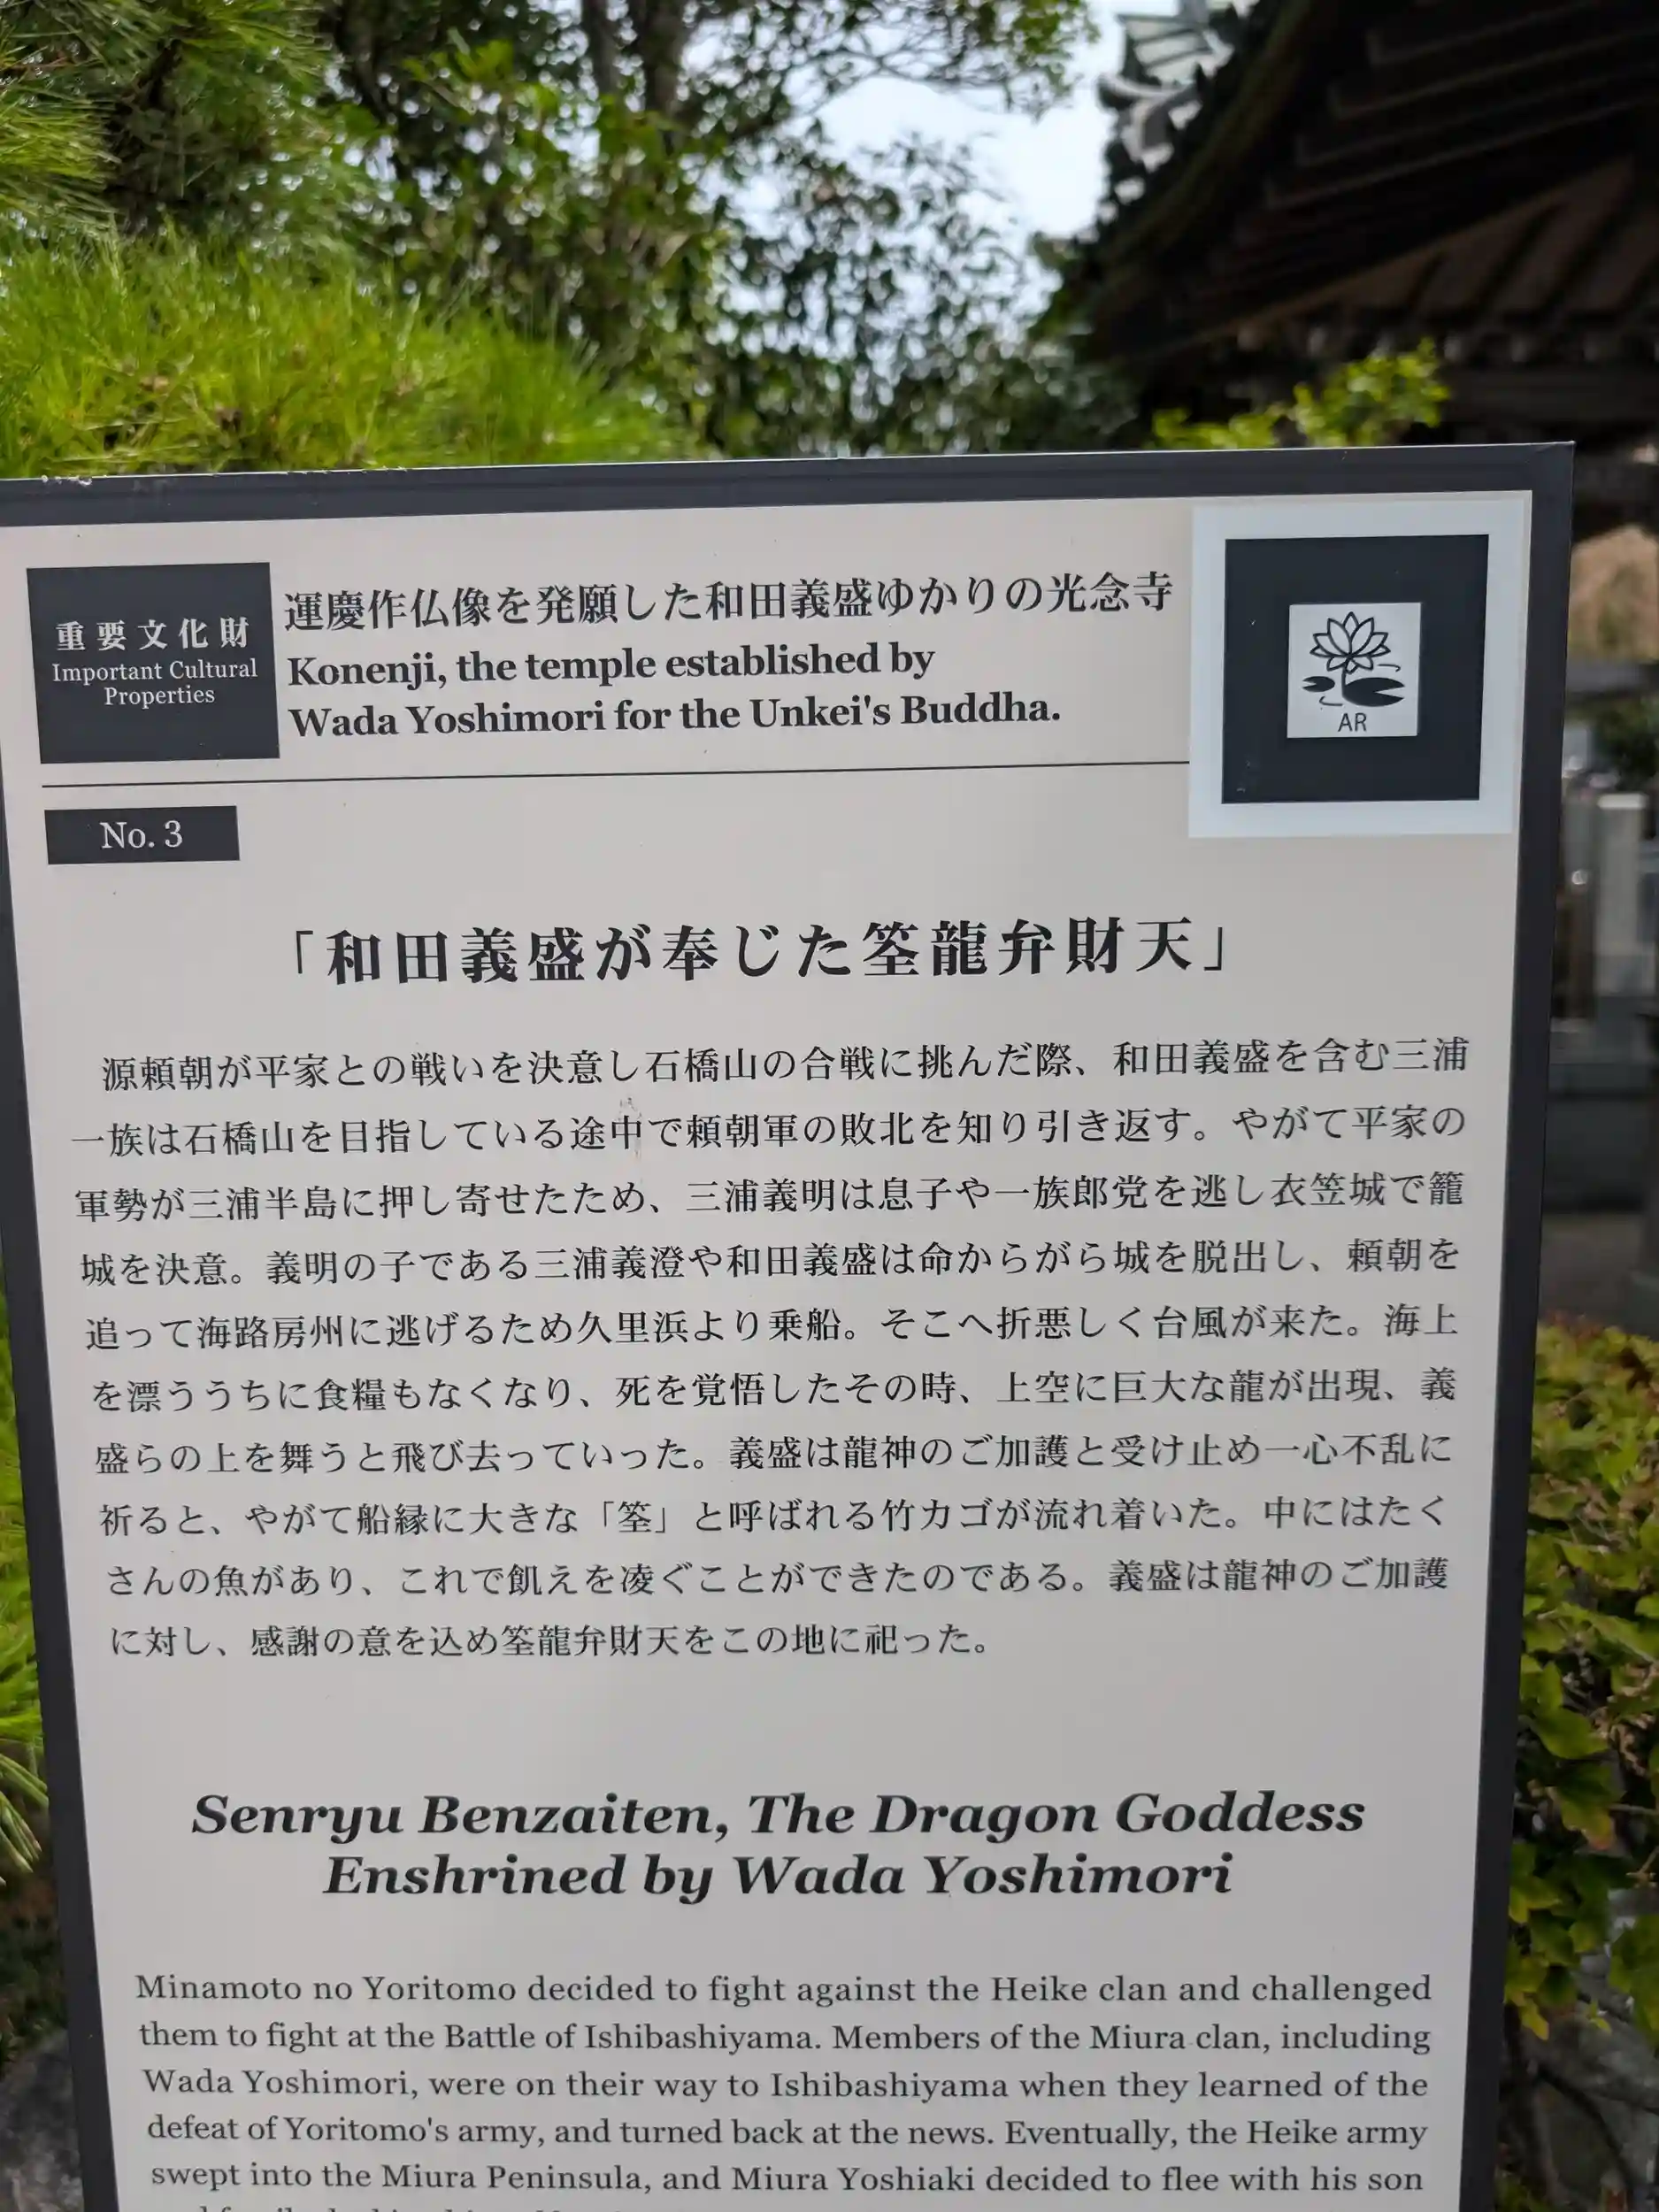 重要文化財
Important Cultural
Properties
運慶作仏像を発願した和田義盛ゆかりの光念寺
Konenji, the temple established by
Wada Yoshimori for the Unkei's Buddha.
AR
No. 3
「和田義盛が奉じた筌龍弁財天」
源頼朝が平家との戦いを決意し石橋山の合戦に挑んだ際、和田義盛を含む三浦
一族は石橋山を目指している途中で頼朝軍の敗北を知り引き返す。やがて平家の
軍勢が三浦半島に押し寄せたため、三浦義明は息子や一族郎党を逃し衣笠城で籠
城を決意。義明の子である三浦義澄や和田義盛は命からがら城を脱出し、頼朝を
追って海路房州に逃げるため久里浜より乗船。そこへ折悪しく台風が来た。海上
を漂ううちに食糧もなくなり、死を覚悟したその時、上空に巨大な龍が出現、義
盛らの上を舞うと飛び去っていった。義盛は龍神のご加護と受け止め一心不乱に
祈ると、やがて船縁に大きな「筌」と呼ばれる竹カゴが流れ着いた。中にはたく
さんの魚があり、これで飢えを凌ぐことができたのである。義盛は龍神のご加護
に対し、感謝の意を込め筌龍弁財天をこの地に祀った。
Senryu Benzaiten, The Dragon Goddess
Enshrined by Wada Yoshimori
Minamoto no Yoritomo decided to fight against the Heike clan and challenged
them to fight at the Battle of Ishibashiyama. Members of the Miura clan, including
Wada Yoshimori, were on their way to Ishibashiyama when they learned of the
defeat of Yoritomo's army, and turned back at the news. Eventually, the Heike army
swept into the Miura Peninsula, and Miura Yoshiaki decided to flee with his son